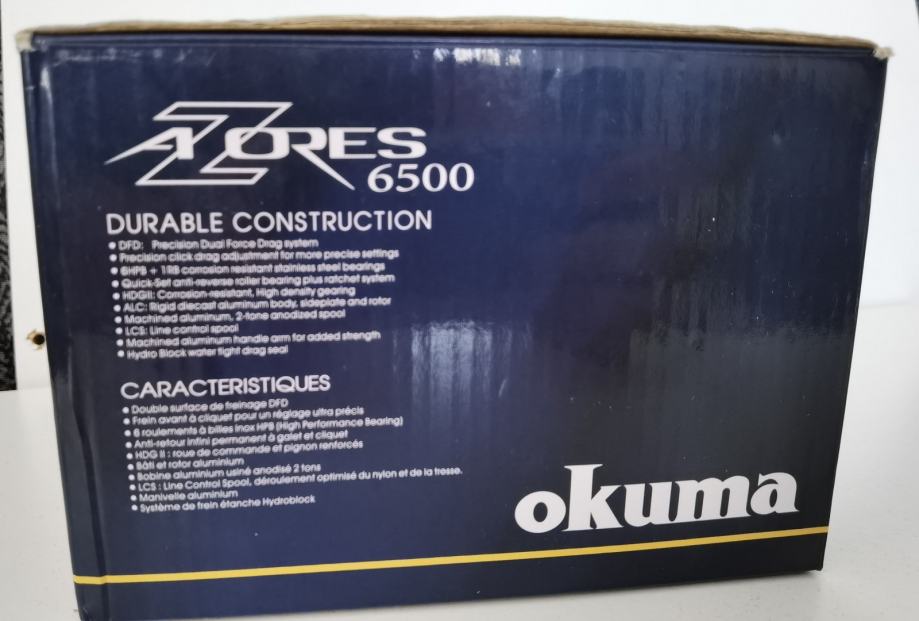 AZORES
6500
DURABLE CONSTRUCTION
• DFD: Precision Dual Force Drag system
• Precision click drag adjustment for more precise settings
• 6HPB + 1RB corrosion resistant stainless steel bearings
• Quick-Set anti-reverse roller bearing plus ratchet system
• HDGII: Corrosion-resistant, High density gearing
• ALC: Rigid diecast aluminum body, sideplate and rotor
• Machined aluminum, 2-tone anodized spool
• LCS: Line control spool
• Machined aluminum handle arm for added strength
• Hydro Block water tight drag seal
CARACTERISTIQUES
• Double surface de freinage DFD
• Frein avant à cliquet pour un réglage ultra précis
• 6 roulements à billes inox HPB (High Performance Bearing)
• Anti-retour infini permanent à galet et cliquet
• HDG II : roue de commande et pignon renforcés
• Bâti et rotor aluminium
• Bobine aluminium usiné anodisé 2 tons
• LCS : Line Control Spool, déroulement optimisé du nylon et de la tresse.
• Manivelle aluminium
• Système de frein étanche Hydroblock
okuma